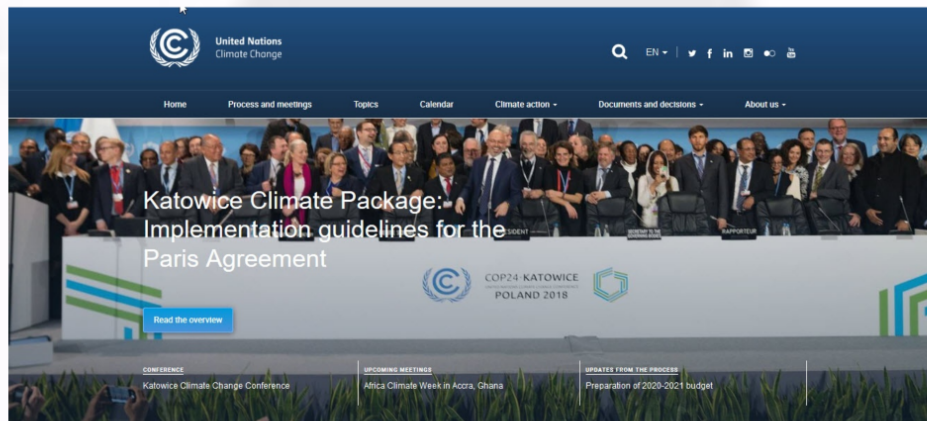 United Nations
Climate Change
EN
Home Process and meetings Topics Calendar Climate action Documents and decisions About us
Katowice Climate Package:
Implementation guidelines for the
Paris Agreement
PRESIDENT
RAPPORTEUR
COP24·KATOWICE
POLAND 2018
Read the overview
CONFERENCE
Katowice Climate Change Conference
UPCOMING MEETINGS
Africa Climate Week in Accra, Ghana
UPDATES FROM THE PROCESS
Preparation of 2020-2021 budget